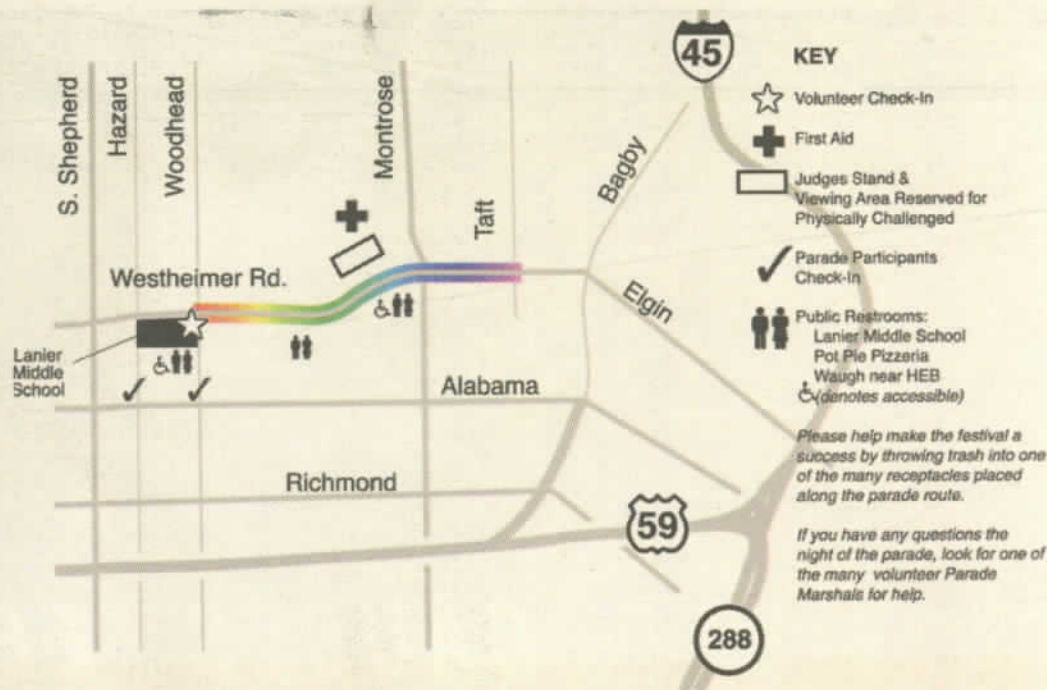 S. Shepherd
Hazard
Woodhead
Montrose
Taft
Bagby
45
Westheimer Rd.
Elgin
Lanier
Middle
School
Alabama
Richmond
59
288
KEY
Volunteer Check-In
First Aid
Judges Stand &
Viewing Area Reserved for
Physically Challenged
Parade Participants
Check-In
Public Restrooms:
Lanier Middle School
Pot Pie Pizzeria
Waugh near HEB
(denotes accessible)
Please help make the festival a
success by throwing trash into one
of the many receptacles placed
along the parade route.
If you have any questions the
night of the parade, look for one of
the many volunteer Parade
Marshals for help.